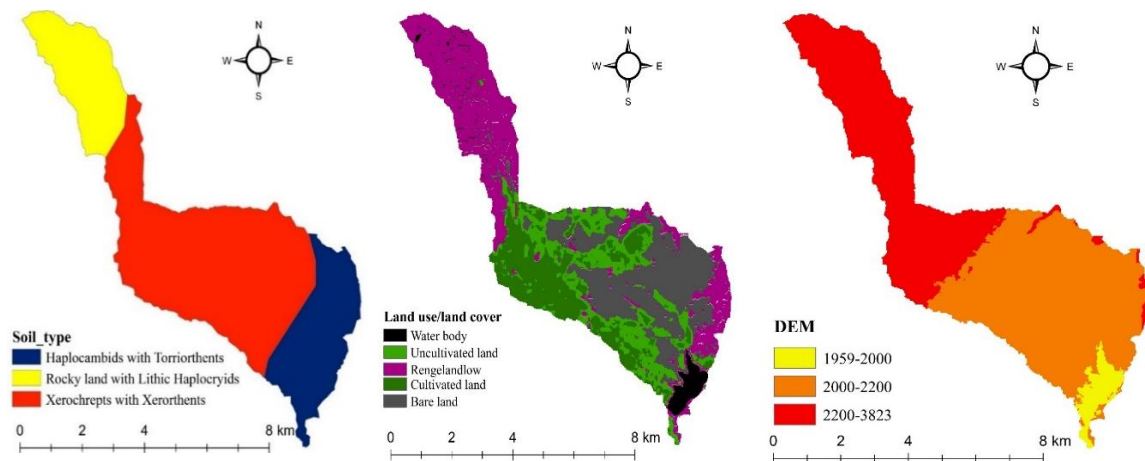 N
W E
S
Soil_type
Haplocambids with Torriorthents
Rocky land with Lithic Haplocryids
Xerochrepts with Xerorthents
0 2 4 8 km
N
W E
S
Land use/land cover
Water body
Uncultivated land
Rengelandlow
Cultivated land
Bare land
0 2 4 8 km
N
W E
S
DEM
1959-2000
2000-2200
2200-3823
0 2 4 8 km